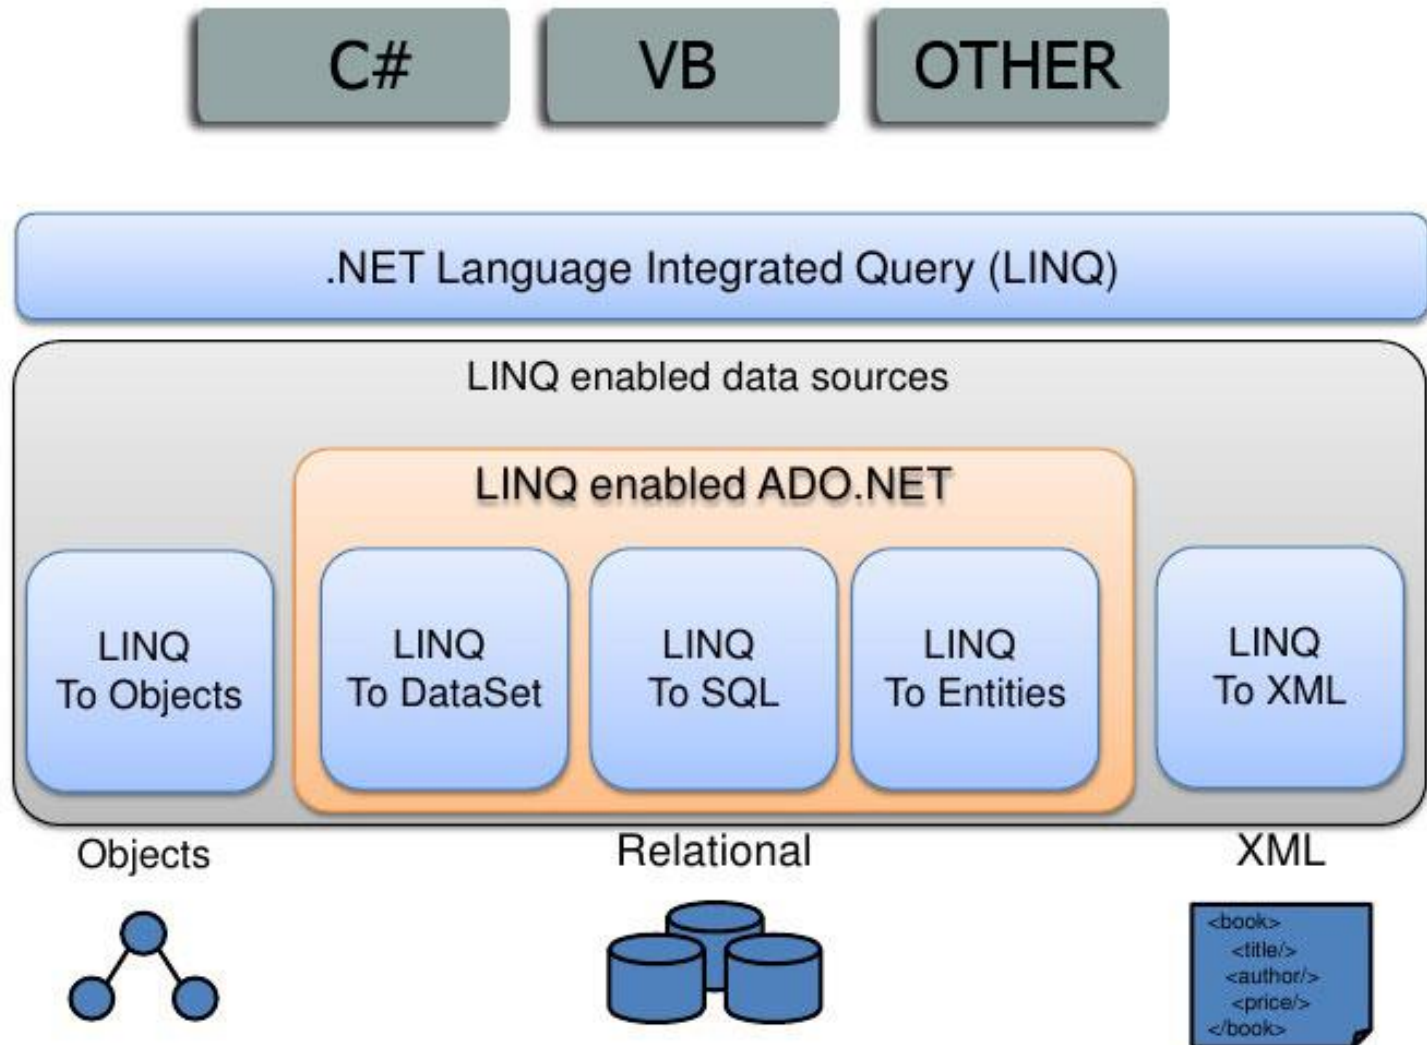 C#
VB
OTHER
.NET Language Integrated Query (LINQ)
LINQ enabled data sources
LINQ enabled ADO.NET
LINQ
To Objects
LINQ
To DataSet
LINQ
To SQL
LINQ
To Entities
LINQ
To XML
Objects
Relational
XML
<book>
<title/>
<author/>
<price/>
</book>